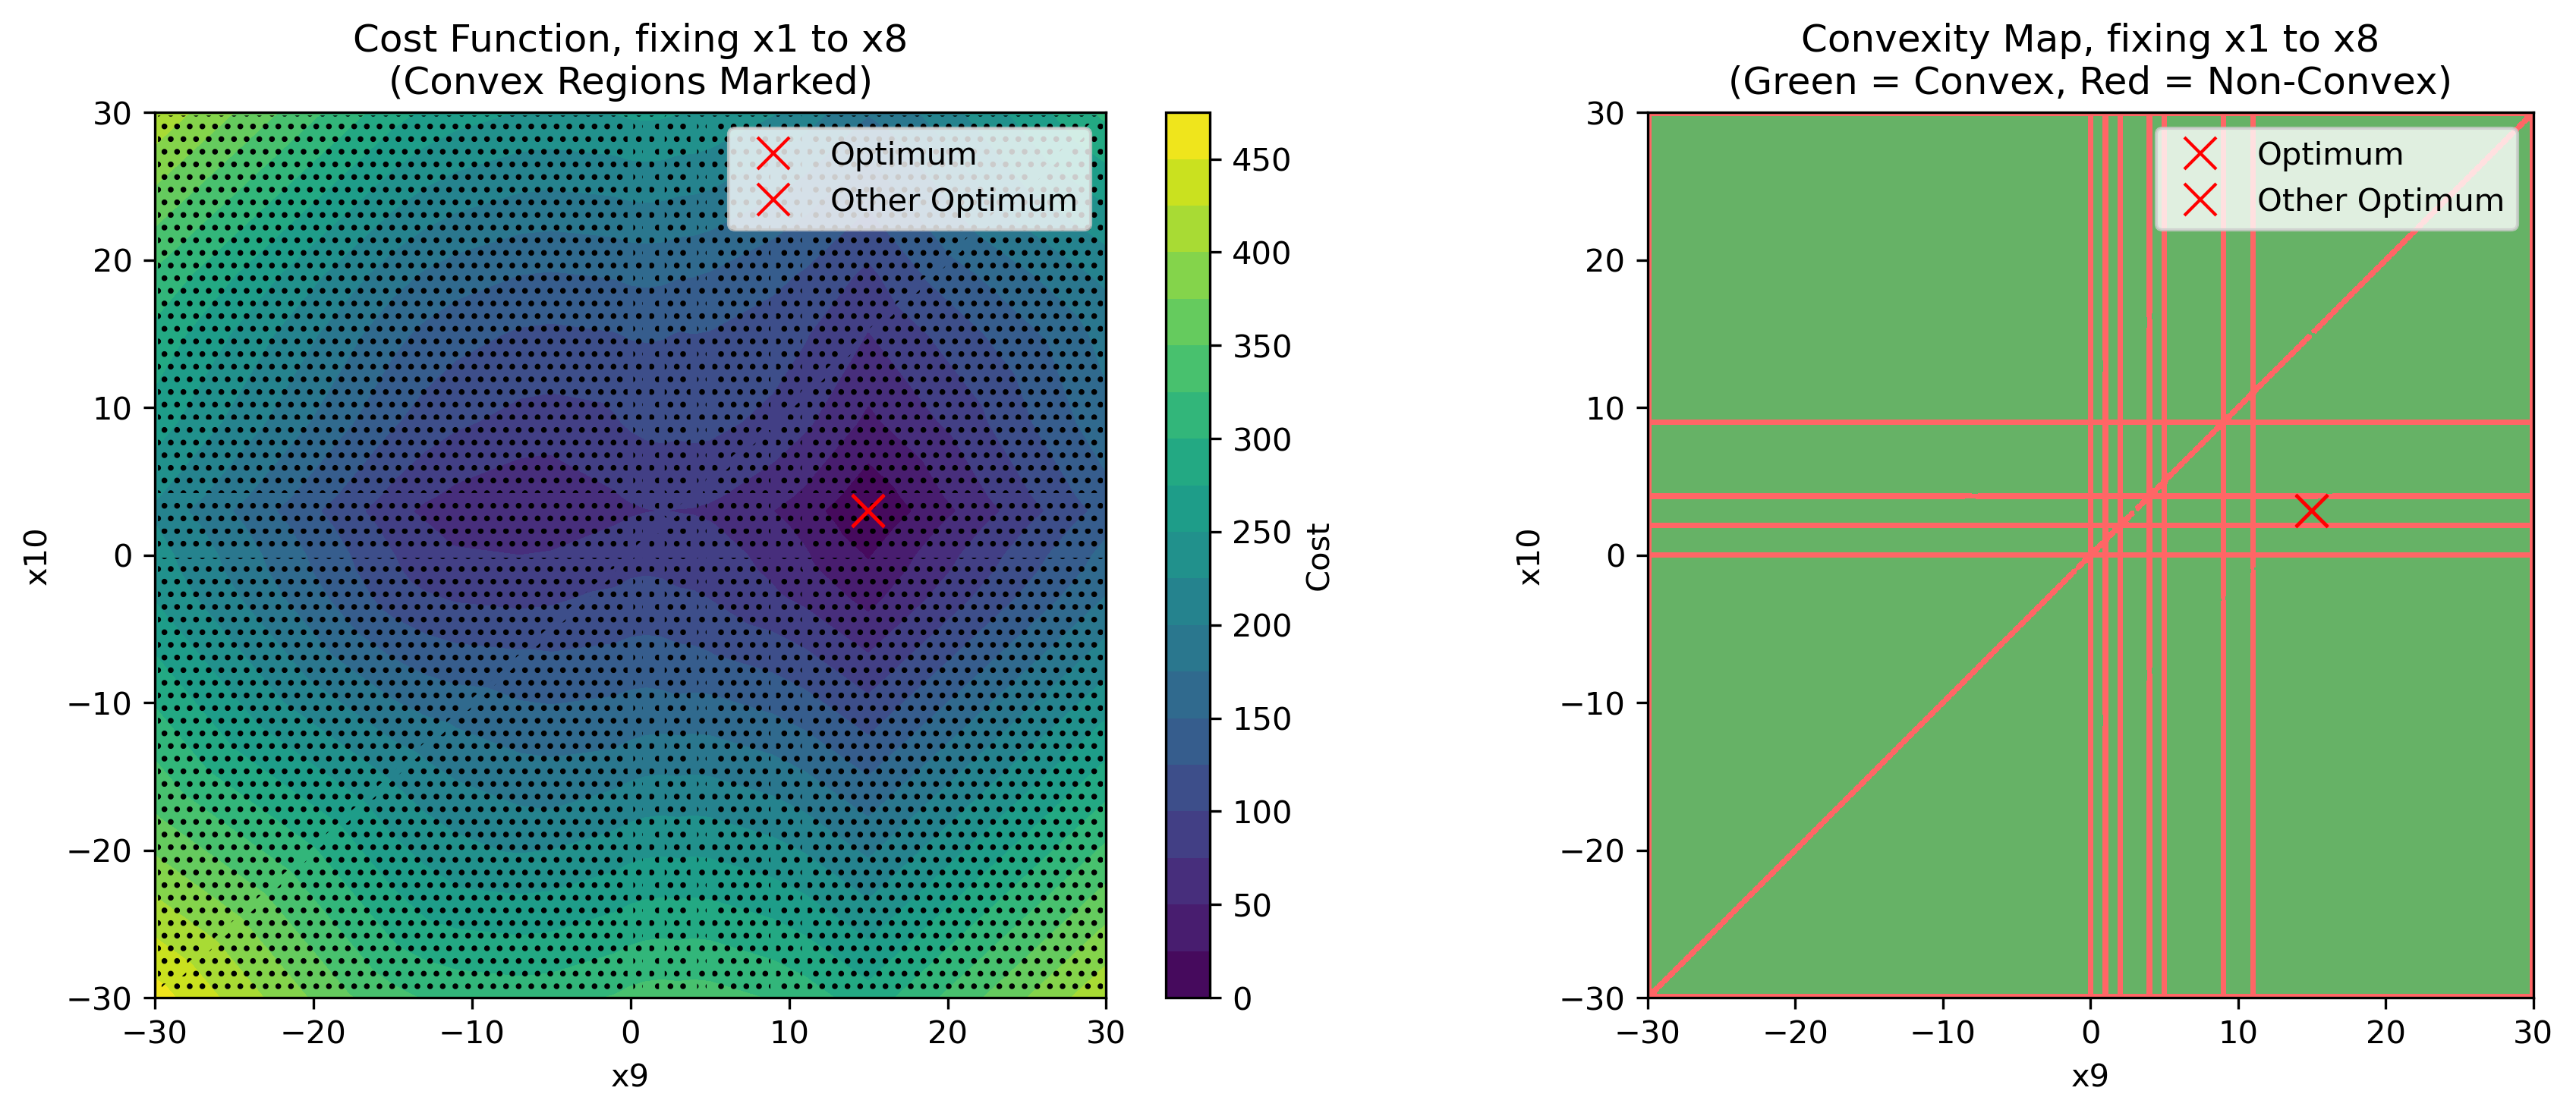 Cost Function, fixing x1 to x8
(Convex Regions Marked)
30
20
10
0
−10
−20
−30
x10
−30
−20
−10
0
10
20
30
x9
Optimum
Other Optimum
450
400
350
300
250
200
150
100
50
0
Cost
Convexity Map, fixing x1 to x8
(Green = Convex, Red = Non-Convex)
30
20
10
0
−10
−20
−30
x10
−30
−20
−10
0
10
20
30
x9
Optimum
Other Optimum